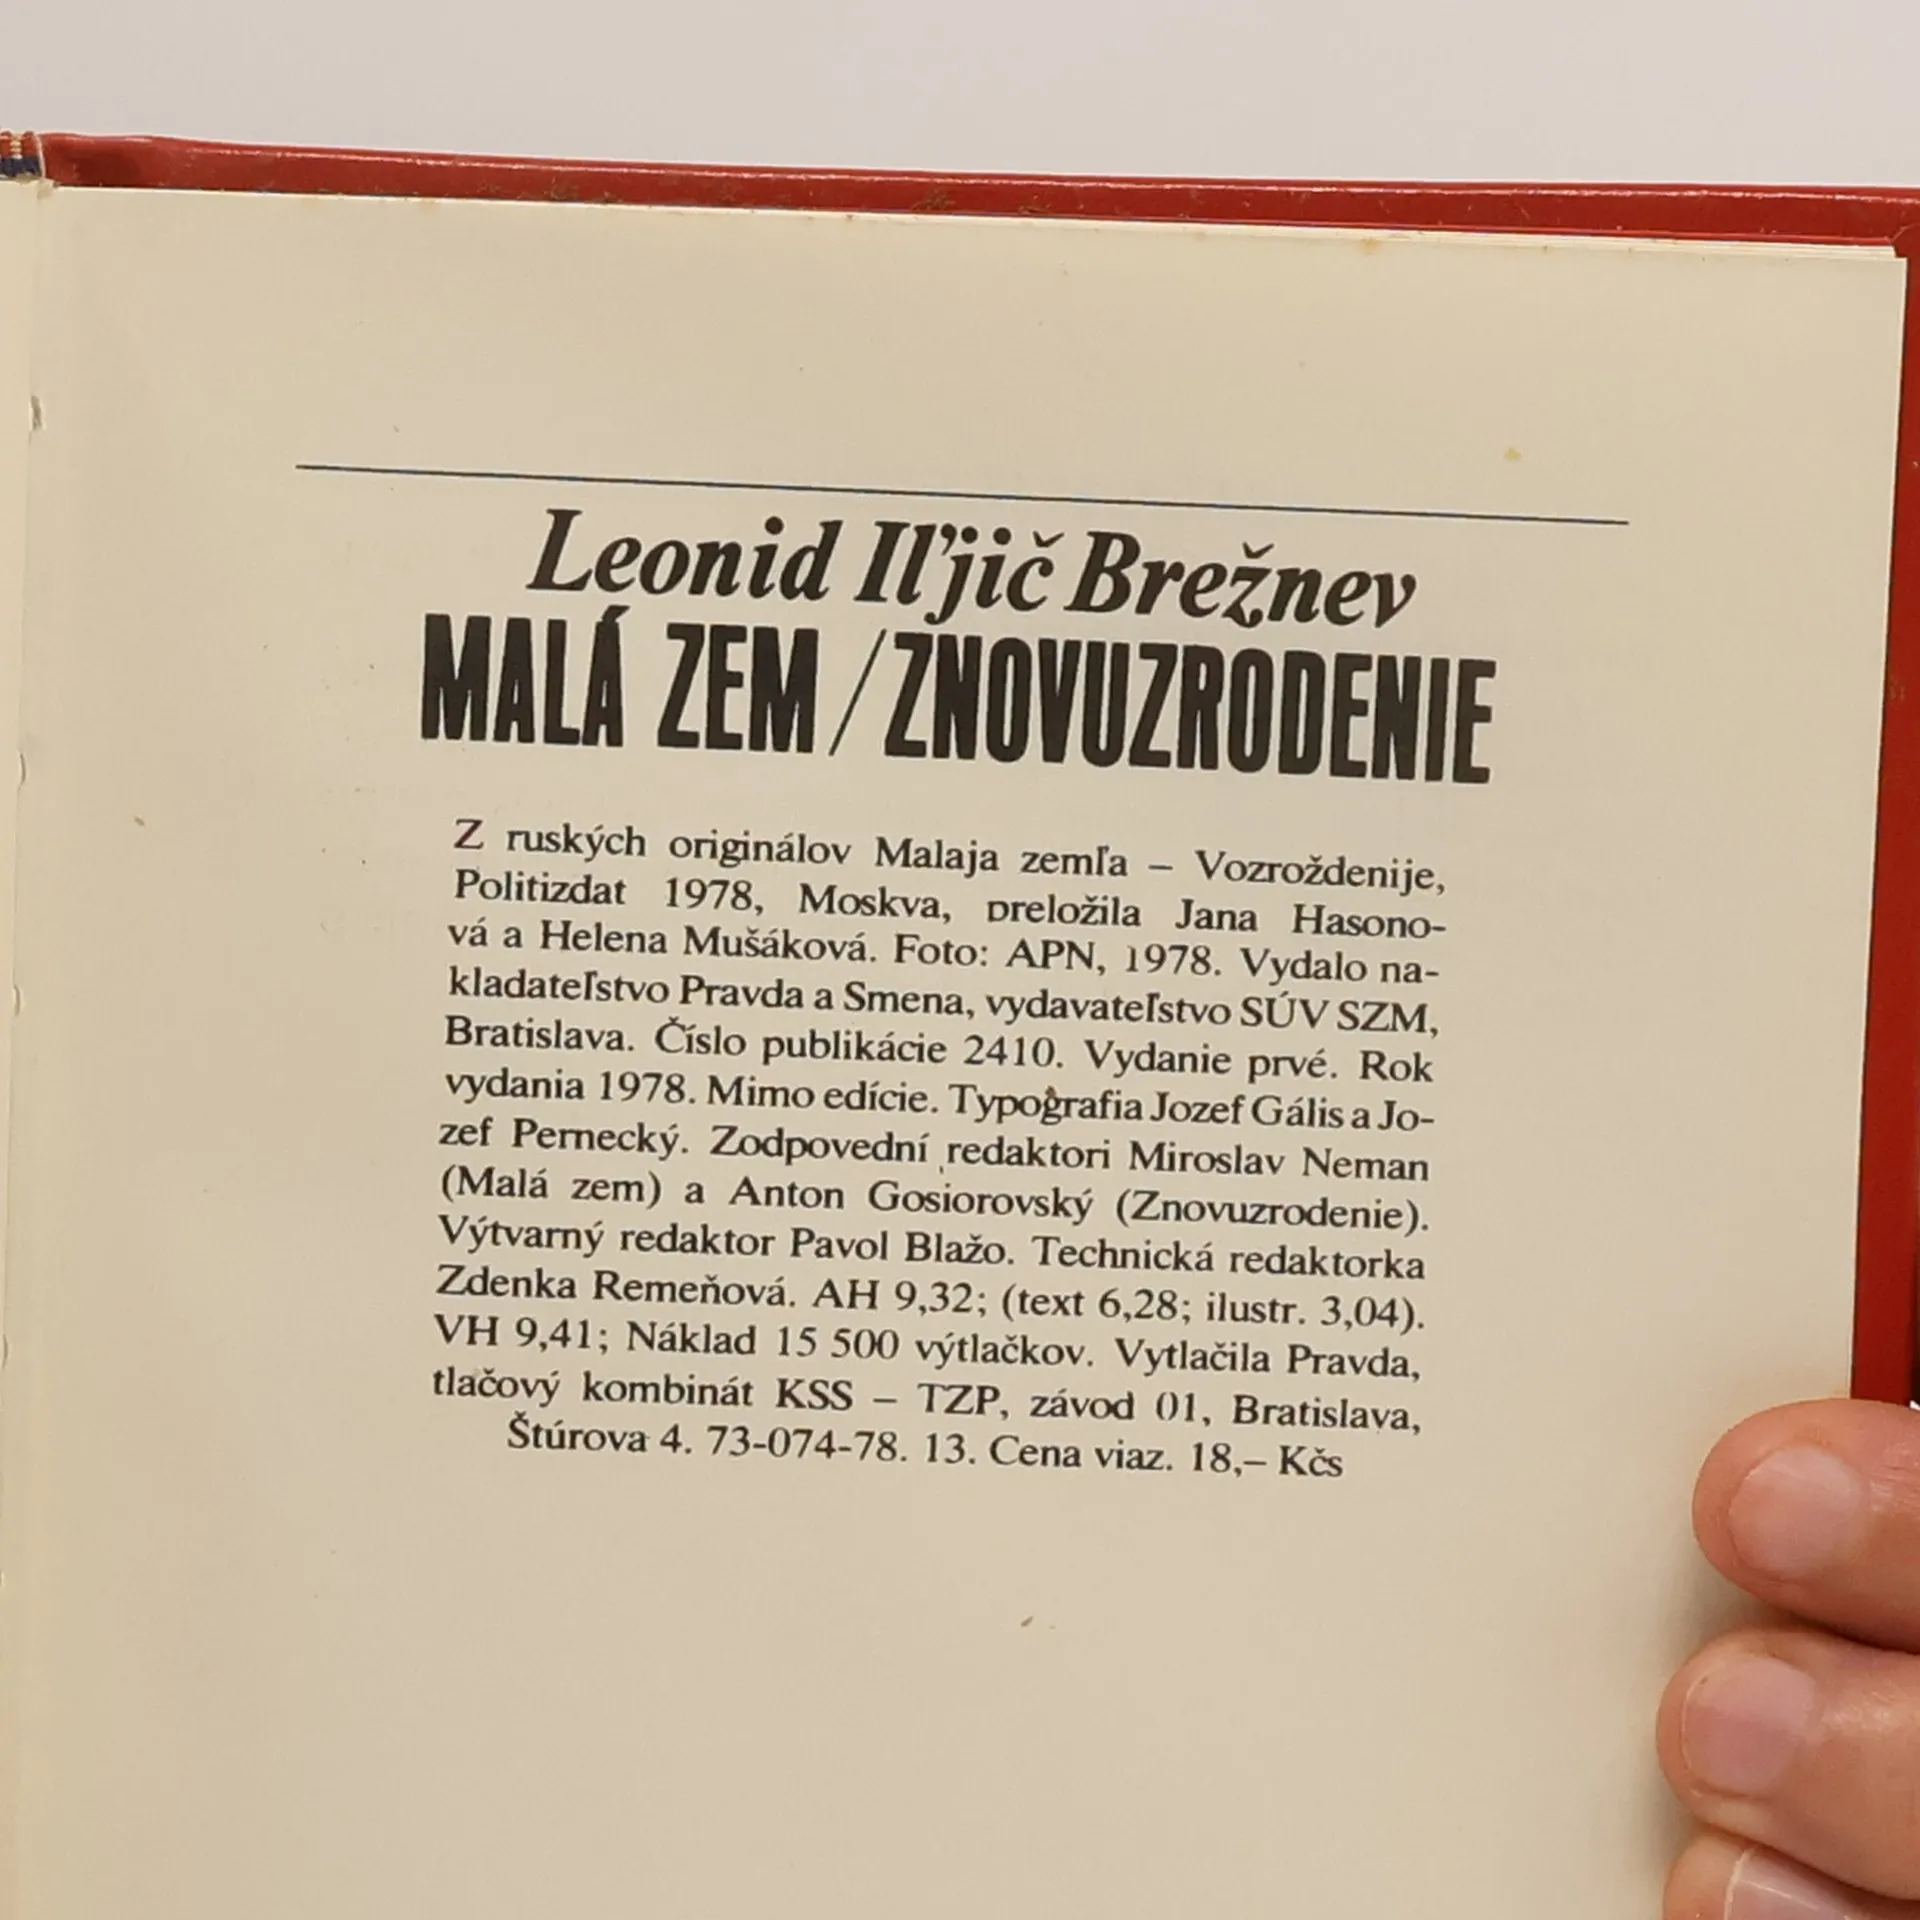 Leonid Iľjič Brežnev
MALÁ ZEM/ZNOVUZRODENIE
Z ruských originálov Malaja zemľa – Vozroždenije,
Politizdat 1978, Moskva, preložila Jana Hasono-
vá a Helena Mušáková. Foto: APN, 1978. Vydalo na-
kladateľstvo Pravda a Smena, vydavateľstvo SÚV SZM,
Bratislava. Číslo publikácie 2410. Vydanie prvé. Rok
vydania 1978. Mimo edície. Typografia Jozef Gális a Jo-
zef Pernecký. Zodpovední redaktori Miroslav Neman
(Malá zem) a Anton Gosiorovský (Znovuzrodenie).
Výtvarný redaktor Pavol Blažo. Technická redaktorka
Zdenka Remeňová. AH 9,32; (text 6,28; ilustr. 3,04).
VH 9,41; Náklad 15 500 výtlačkov. Vytlačila Pravda,
tlačový kombinát KSS – TZP, závod 01, Bratislava,
Štúrova 4. 73-074-78. 13. Cena viaz. 18,– Kčs